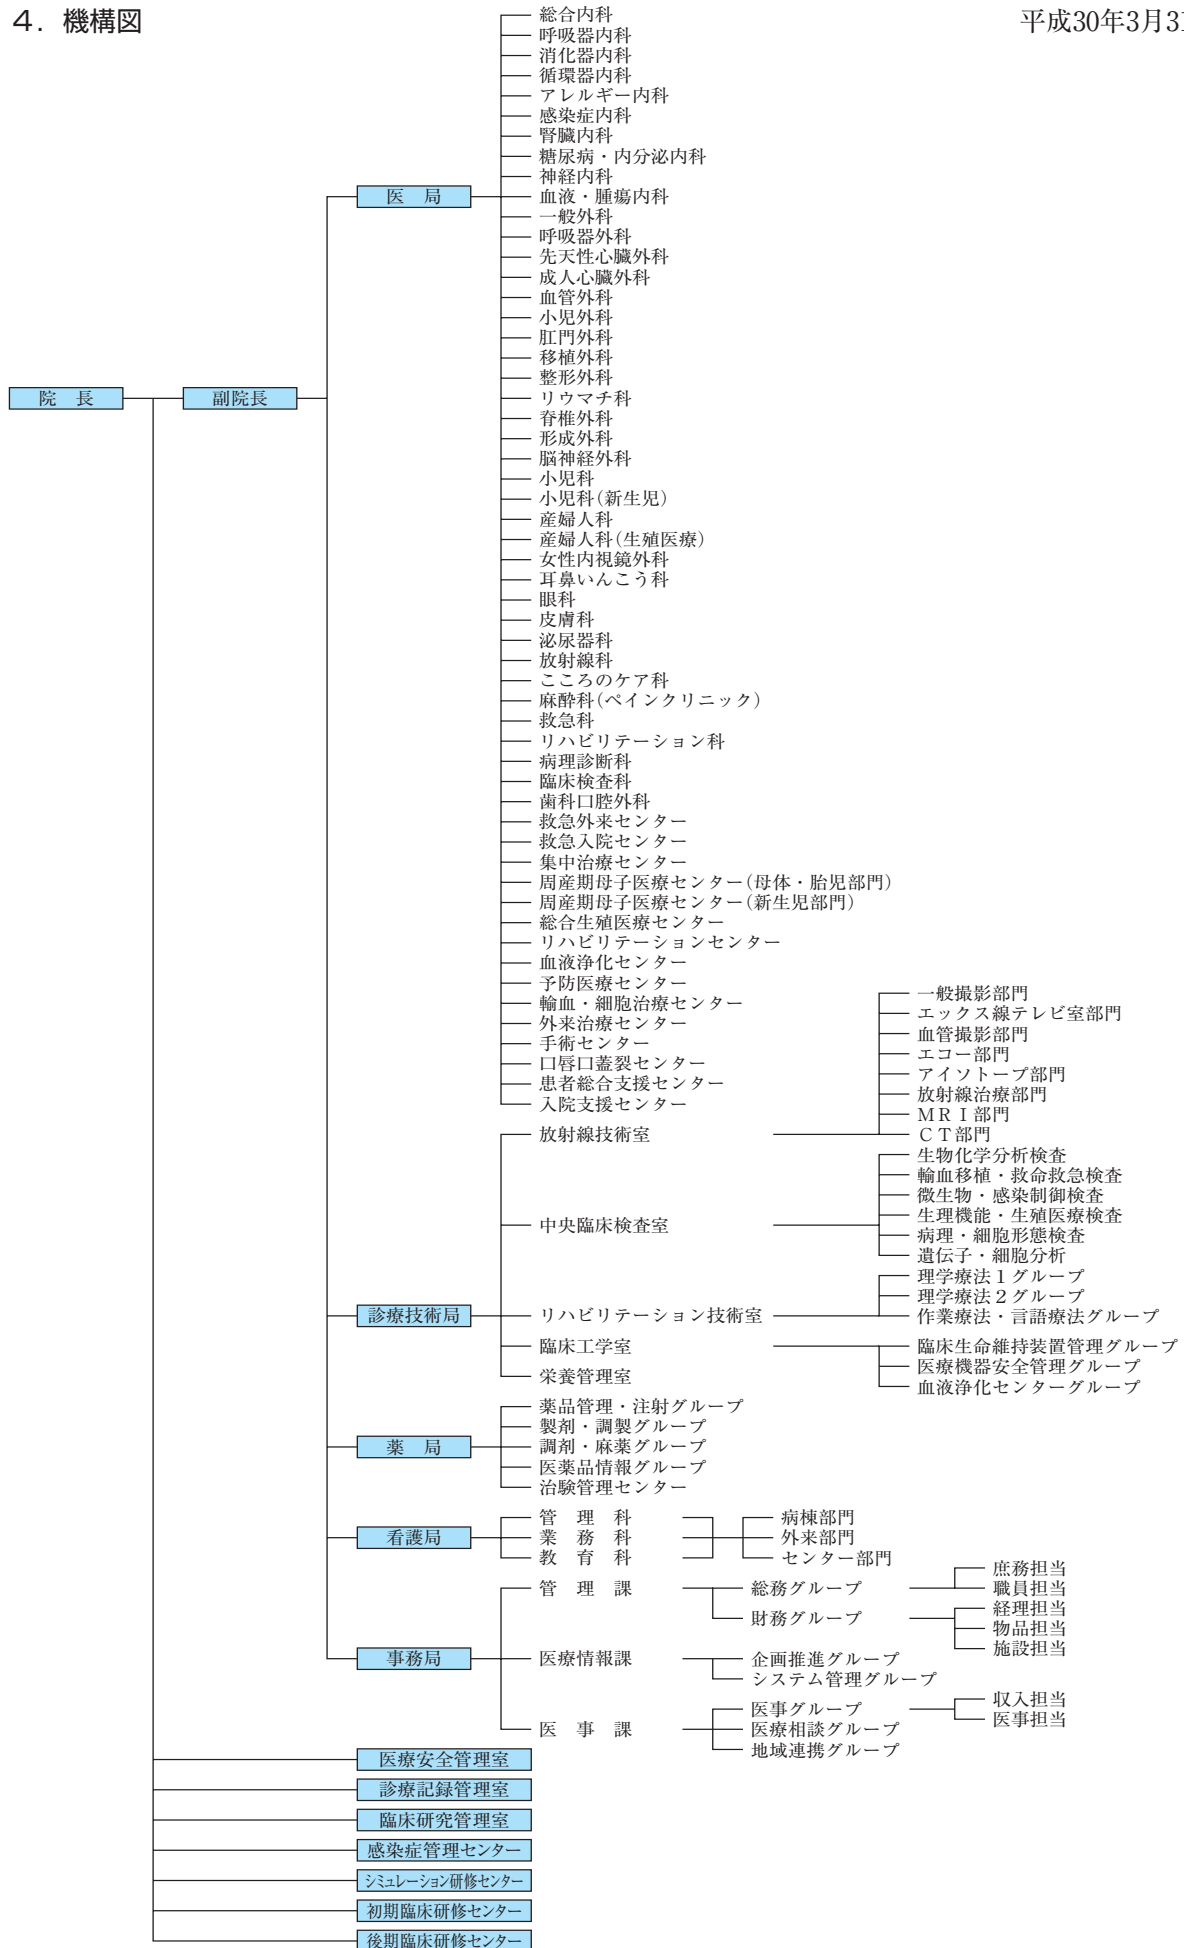 4．機構図
平成30年3月31
院　長
副院長
医　局
総合内科
呼吸器内科
消化器内科
循環器内科
アレルギー内科
感染症内科
腎臓内科
糖尿病・内分泌内科
神経内科
血液・腫瘍内科
一般外科
呼吸器外科
先天性心臓外科
成人心臓外科
血管外科
小児外科
肛門外科
移植外科
整形外科
リウマチ科
脊椎外科
形成外科
脳神経外科
小児科
小児科(新生児)
産婦人科
産婦人科(生殖医療)
女性内視鏡外科
耳鼻いんこう科
眼科
皮膚科
泌尿器科
放射線科
こころのケア科
麻酔科(ペインクリニック)
救急科
リハビリテーション科
病理診断科
臨床検査科
歯科口腔外科
救急外来センター
救急入院センター
集中治療センター
周産期母子医療センター(母体・胎児部門)
周産期母子医療センター(新生児部門)
総合生殖医療センター
リハビリテーションセンター
血液浄化センター
予防医療センター
輸血・細胞治療センター
外来治療センター
手術センター
口唇口蓋裂センター
患者総合支援センター
入院支援センター
診療技術局
放射線技術室
一般撮影部門
エックス線テレビ室部門
血管撮影部門
エコー部門
アイソトープ部門
放射線治療部門
ＭＲＩ部門
ＣＴ部門
中央臨床検査室
生物化学分析検査
輸血移植・救命救急検査
微生物・感染制御検査
生理機能・生殖医療検査
病理・細胞形態検査
遺伝子・細胞分析
リハビリテーション技術室
理学療法１グループ
理学療法２グループ
作業療法・言語療法グループ
臨床工学室
臨床生命維持装置管理グループ
医療機器安全管理グループ
血液浄化センターグループ
栄養管理室
薬　局
薬品管理・注射グループ
製剤・調製グループ
調剤・麻薬グループ
医薬品情報グループ
治験管理センター
看護局
管　理　科
業　務　科
教　育　科
病棟部門
外来部門
センター部門
事務局
管　理　課
総務グループ
庶務担当
職員担当
財務グループ
経理担当
物品担当
施設担当
医療情報課
企画推進グループ
システム管理グループ
医　事　課
医事グループ
収入担当
医事担当
医療相談グループ
地域連携グループ
医療安全管理室
診療記録管理室
臨床研究管理室
感染症管理センター
シミュレーション研修センター
初期臨床研修センター
後期臨床研修センター